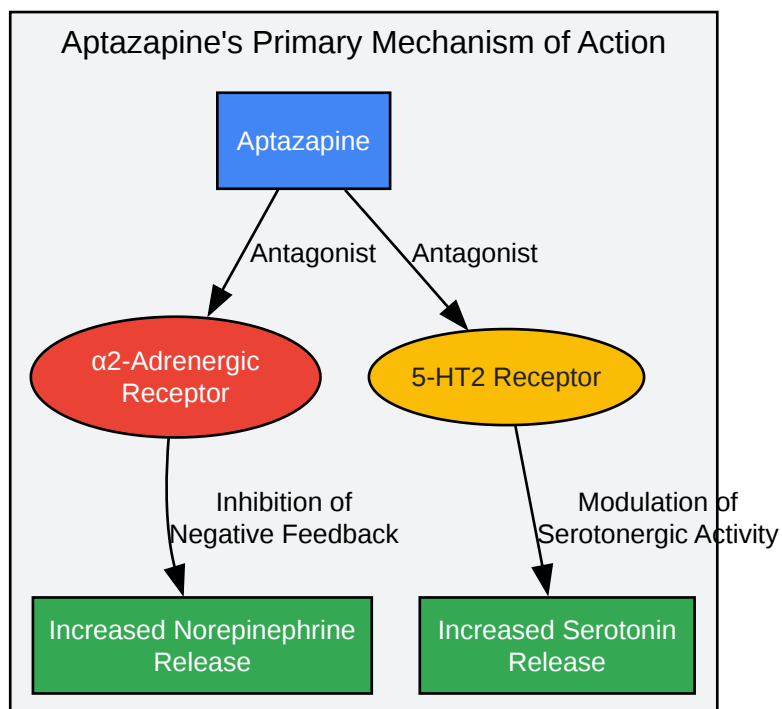 Aptazapine's Primary Mechanism of Action
Aptazapine
Antagonist
Antagonist
α2-Adrenergic
Receptor
5-HT2 Receptor
Inhibition of
Negative Feedback
Modulation of
Serotonergic Activity
Increased Norepinephrine
Release
Increased Serotonin
Release